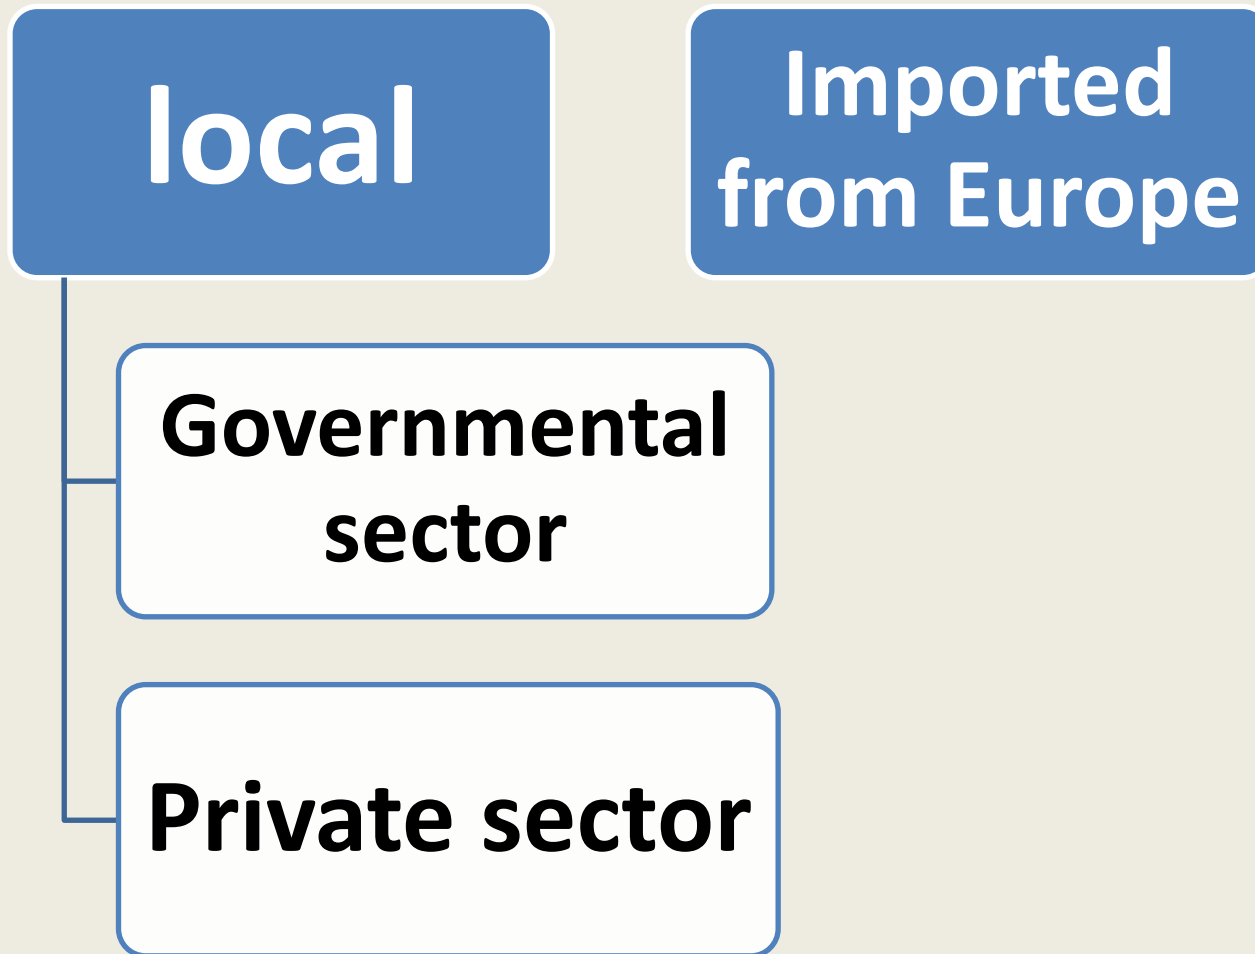 local
Imported
from Europe
Governmental
sector
Private sector